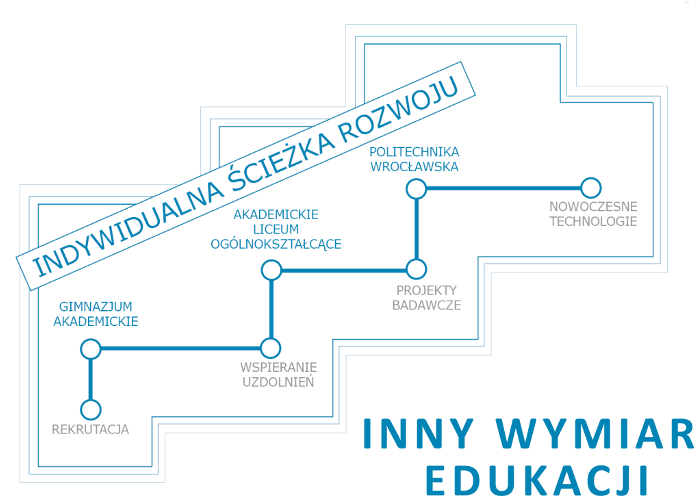 INDYWIDUALNA ŚCIEŻKA ROZWOJU
POLITECHNIKA
WROCŁAWSKA
NOWOCZESNE
TECHNOLOGIE
AKADEMICKIE
LICEUM
OGÓLNOKSZTAŁCĄCE
PROJEKTY
BADAWCZE
GIMNAZJUM
AKADEMICKIE
WSPIERANIE
UZDOLNIEŃ
REKRUTACJA
INNY WYMIAR
EDUKACJI